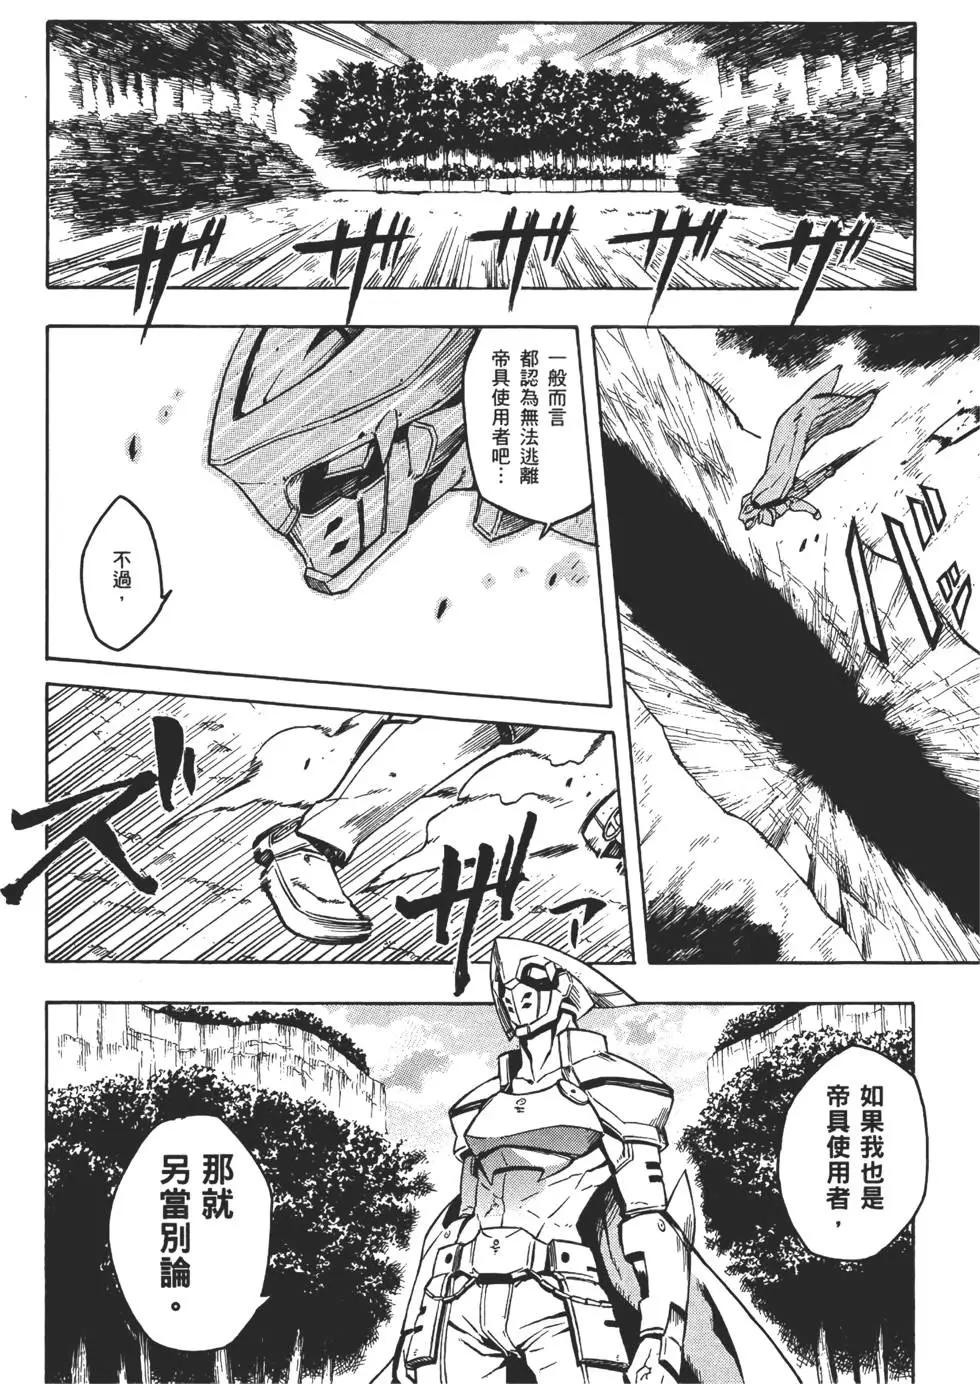 ザザザザザ
バッ
一般而言
都認為無法逃離
帝具使用者吧…
不過，
ザッ
ズ
如果我也是
帝具使用者，
那就
另當別論。